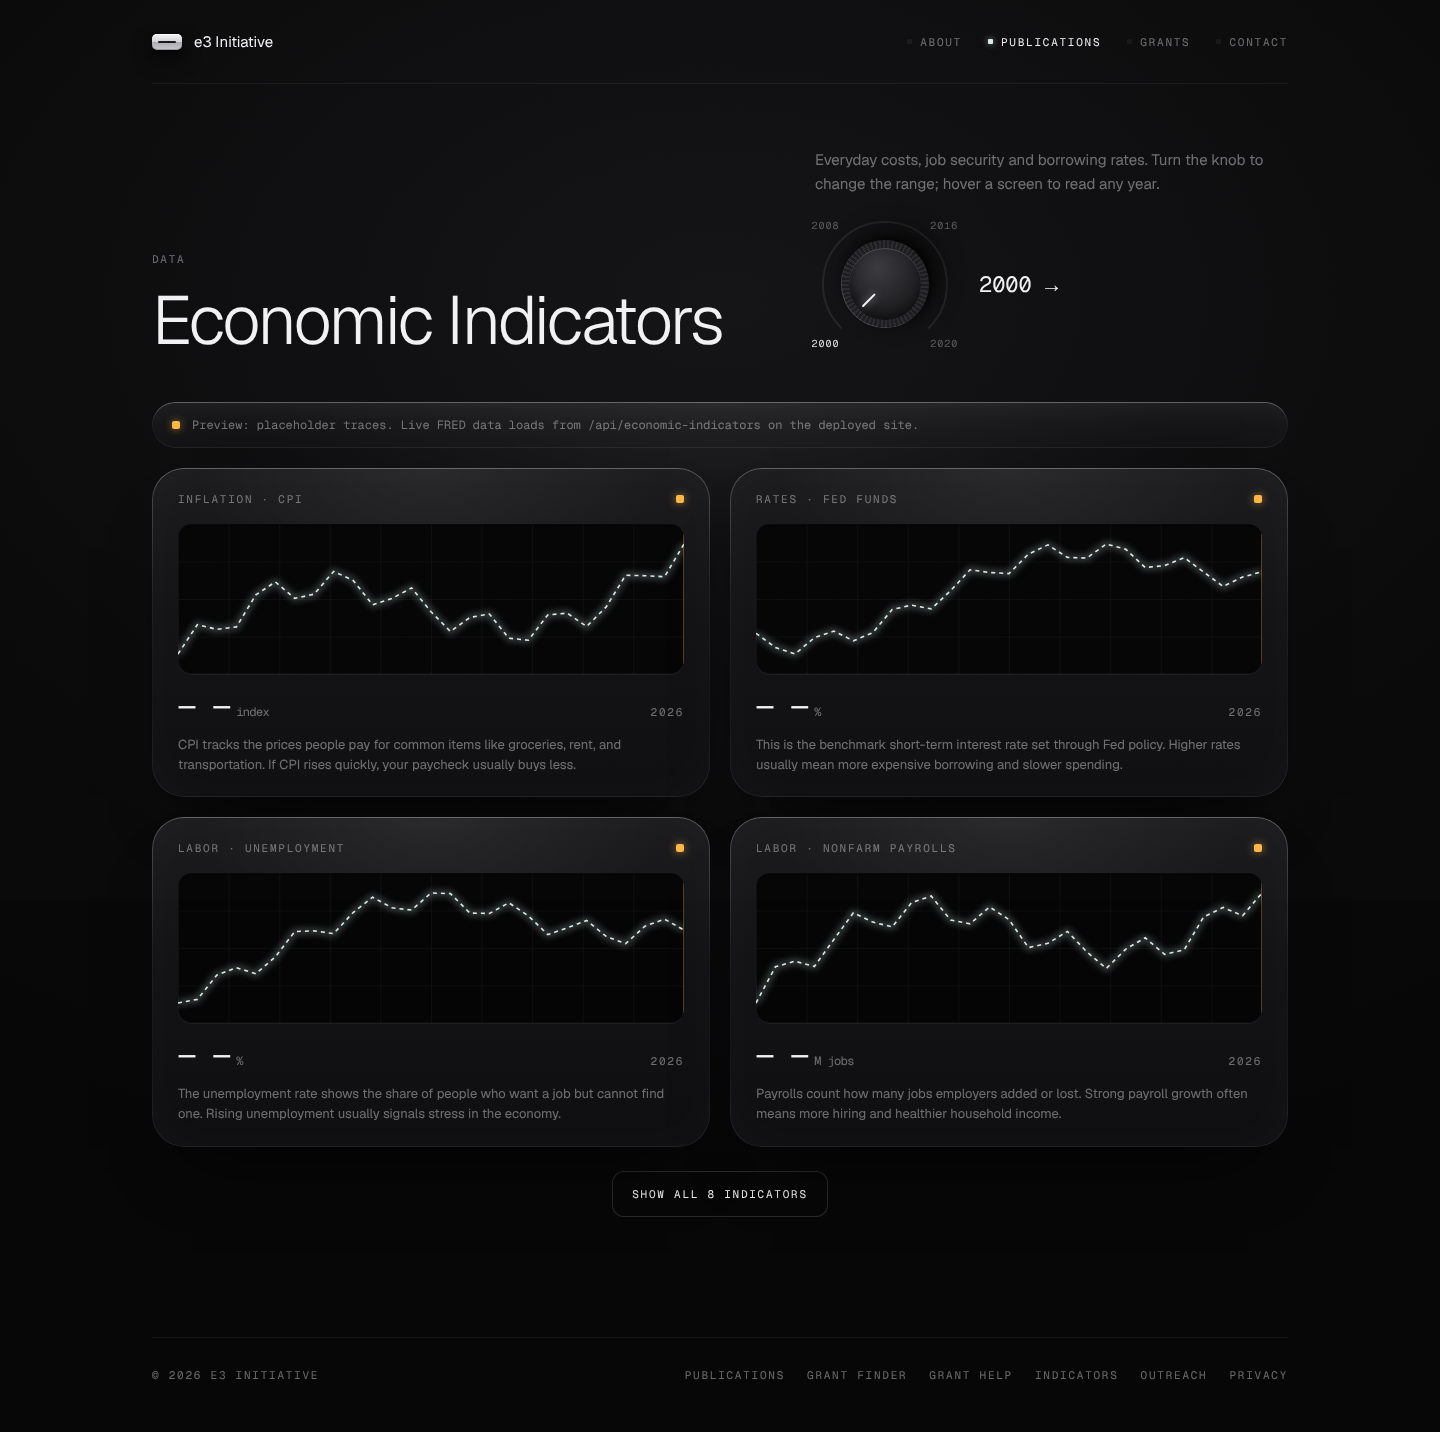 e3 Initiative
ABOUT
PUBLICATIONS
GRANTS
CONTACT
Everyday costs, job security and borrowing rates. Turn the knob to
change the range; hover a screen to read any year.
2008
2016
2000 →
2000
2020
DATA
Economic Indicators
Preview: placeholder traces. Live FRED data loads from /api/economic-indicators on the deployed site.
INFLATION · CPI
— — index
2026
CPI tracks the prices people pay for common items like groceries, rent, and
transportation. If CPI rises quickly, your paycheck usually buys less.
RATES · FED FUNDS
— — %
2026
This is the benchmark short-term interest rate set through Fed policy. Higher rates
usually mean more expensive borrowing and slower spending.
LABOR · UNEMPLOYMENT
— — %
2026
The unemployment rate shows the share of people who want a job but cannot find
one. Rising unemployment usually signals stress in the economy.
LABOR · NONFARM PAYROLLS
— — M jobs
2026
Payrolls count how many jobs employers added or lost. Strong payroll growth often
means more hiring and healthier household income.
SHOW ALL 8 INDICATORS
© 2026 E3 INITIATIVE
PUBLICATIONS
GRANT FINDER
GRANT HELP
INDICATORS
OUTREACH
PRIVACY